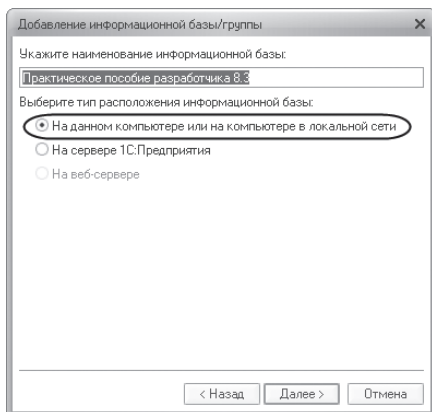 Добавление информационной базы/группы
Укажите наименование информационной базы:
Практическое пособие разработчика 8.3
Выберите тип расположения информационной базы:
На данном компьютере или на компьютере в локальной сети
На сервере 1С:Предприятия
На веб-сервере
< Назад Далее > Отмена